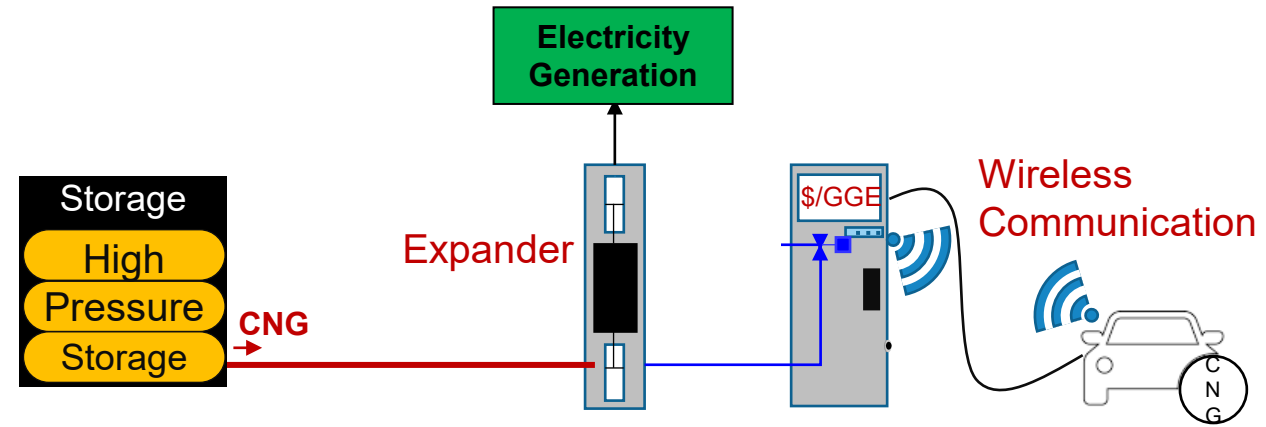 Electricity
Generation
Storage
High
Pressure
Storage
CNG
Expander
$/GGE
Wireless
Communication
C
N
G